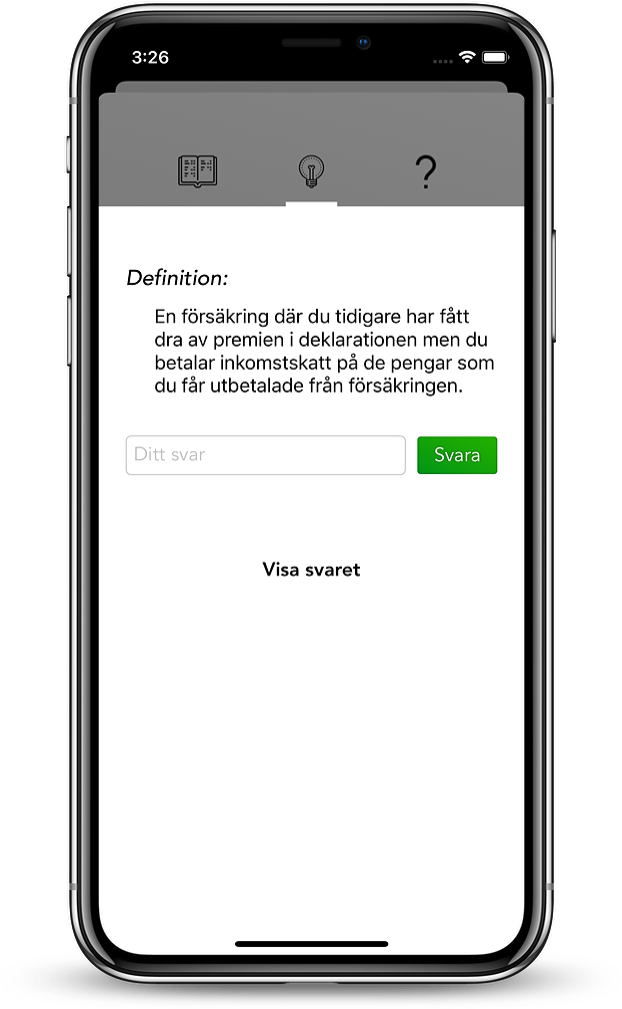 3:26
?
Definition:
En försäkring där du tidigare har fått
dra av premien i deklarationen men du
betalar inkomstskatt på de pengar som
du får utbetalade från försäkringen.
Ditt svar
Svara
Visa svaret